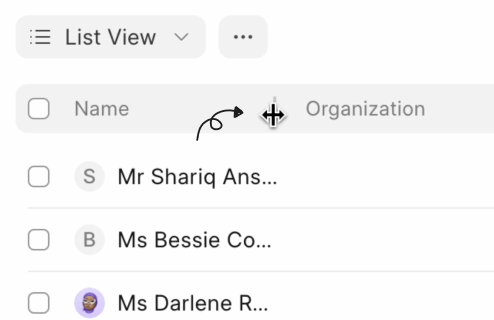 List View
Name Organization
S Mr Shariq Ans...
B Ms Bessie Co...
Ms Darlene R...